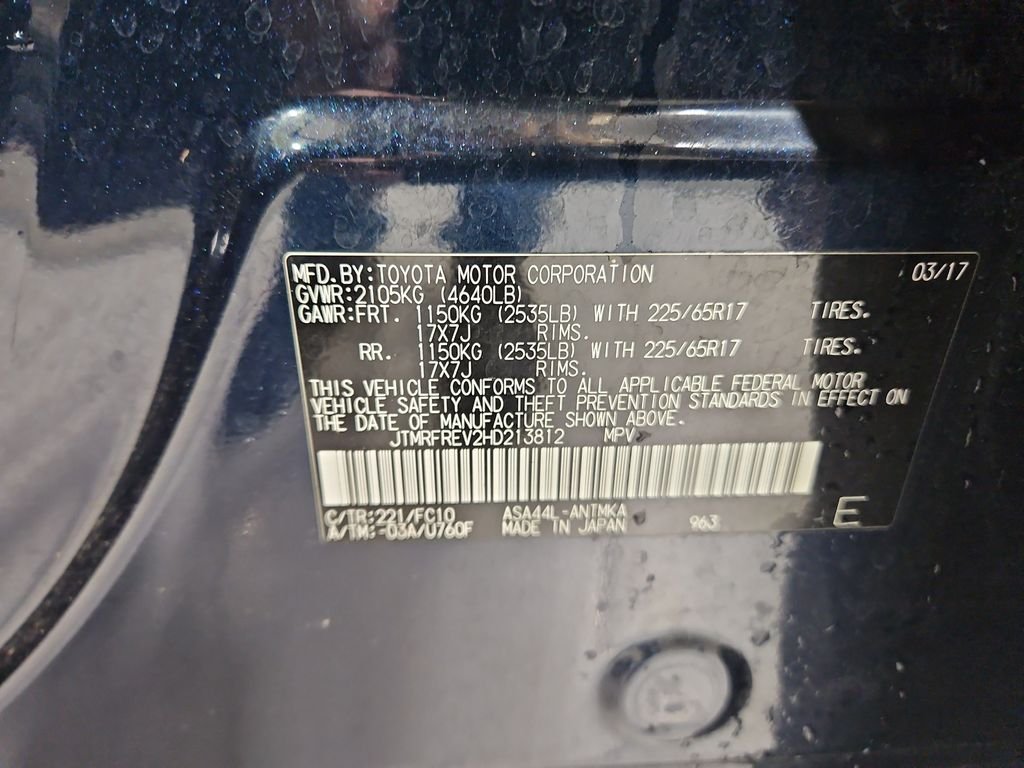 MFD. BY: TOYOTA MOTOR CORPORATION 03/17
GVWR: 2105KG (4640LB)
GAWR: FRT. 1150KG (2535LB) WITH 225/65R17 TIRES.
17X7J RIMS.
RR. 1150KG (2535LB) WITH 225/65R17 TIRES.
17X7J RIMS.
THIS VEHICLE CONFORMS TO ALL APPLICABLE FEDERAL MOTOR
VEHICLE SAFETY AND THEFT PREVENTION STANDARDS IN EFFECT ON
THE DATE OF MANUFACTURE SHOWN ABOVE.
JTMRFREV2HD213812 MPV
C/TR: 221/FC10 ASA44L-ANTMKA
A/TM: -03A/U760F MADE IN JAPAN 963 E